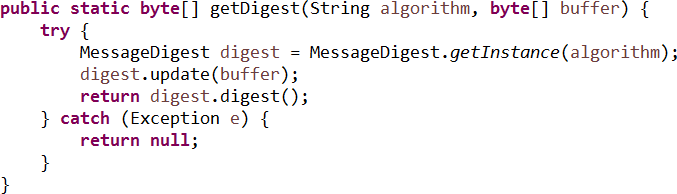 public static byte[] getDigest(String algorithm, byte[] buffer) {
    try {
        MessageDigest digest = MessageDigest.getInstance(algorithm);
        digest.update(buffer);
        return digest.digest();
    } catch (Exception e) {
        return null;
    }
}